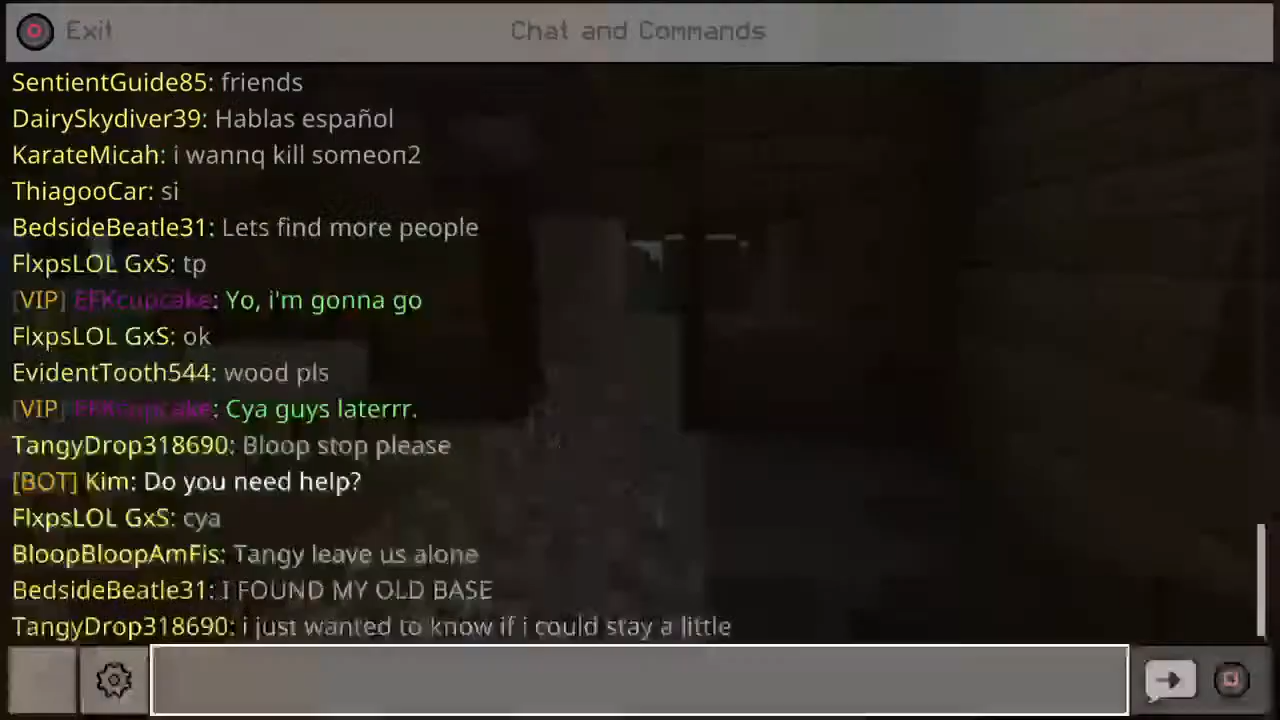 Exit
Chat and Commands
SentientGuide85: friends
DairySkydiver39: Hablas español
KarateMicah: i wannq kill someon2
ThiagooCar: si
BedsideBeatle31: Lets find more people
FlxpsLOL GxS: tp
[VIP] EFKcupcake: Yo, i'm gonna go
FlxpsLOL GxS: ok
EvidentTooth544: wood pls
[VIP] EFKcupcake: Cya guys laterrr.
TangyDrop318690: Bloop stop please
[BOT] Kim: Do you need help?
FlxpsLOL GxS: cya
BloopBloopAmFis: Tangy leave us alone
BedsideBeatle31: I FOUND MY OLD BASE
TangyDrop318690: i just wanted to know if i could stay a little